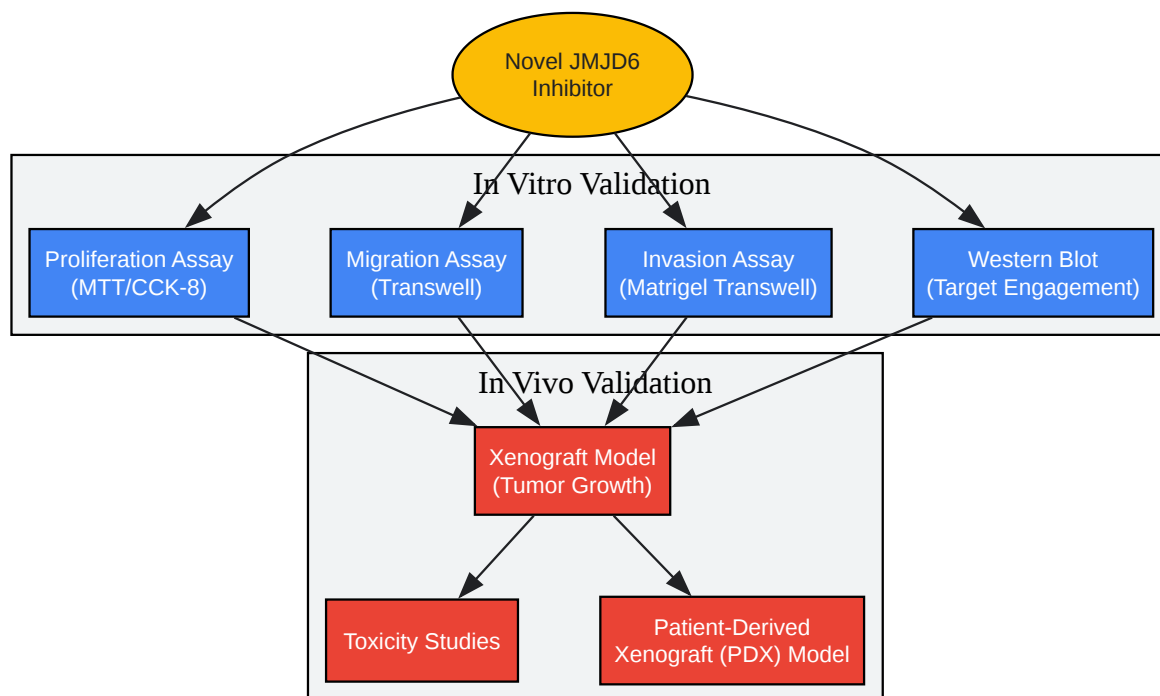 Novel JMJD6
Inhibitor
In Vitro Validation
Proliferation Assay
(MTT/CCK-8)
Migration Assay
(Transwell)
Invasion Assay
(Matrigel Transwell)
Western Blot
(Target Engagement)
In Vivo Validation
Xenograft Model
(Tumor Growth)
Toxicity Studies
Patient-Derived
Xenograft (PDX) Model